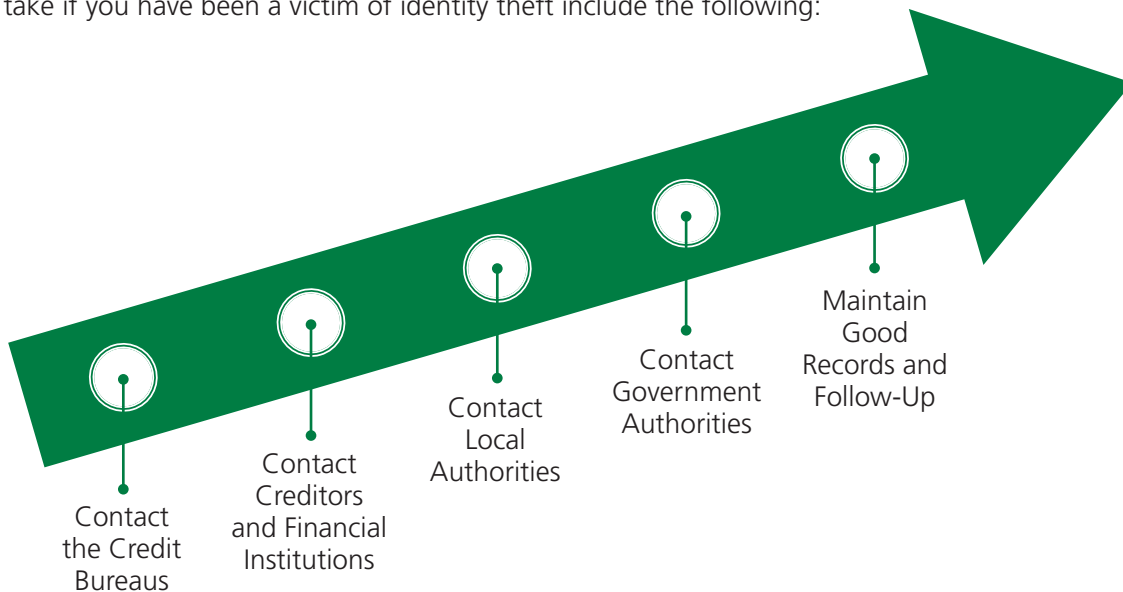 take if you have been a victim of identity theft include the following:
Contact
the Credit
Bureaus
Contact
Creditors
and Financial
Institutions
Contact
Local
Authorities
Contact
Government
Authorities
Maintain
Good
Records and
Follow-Up